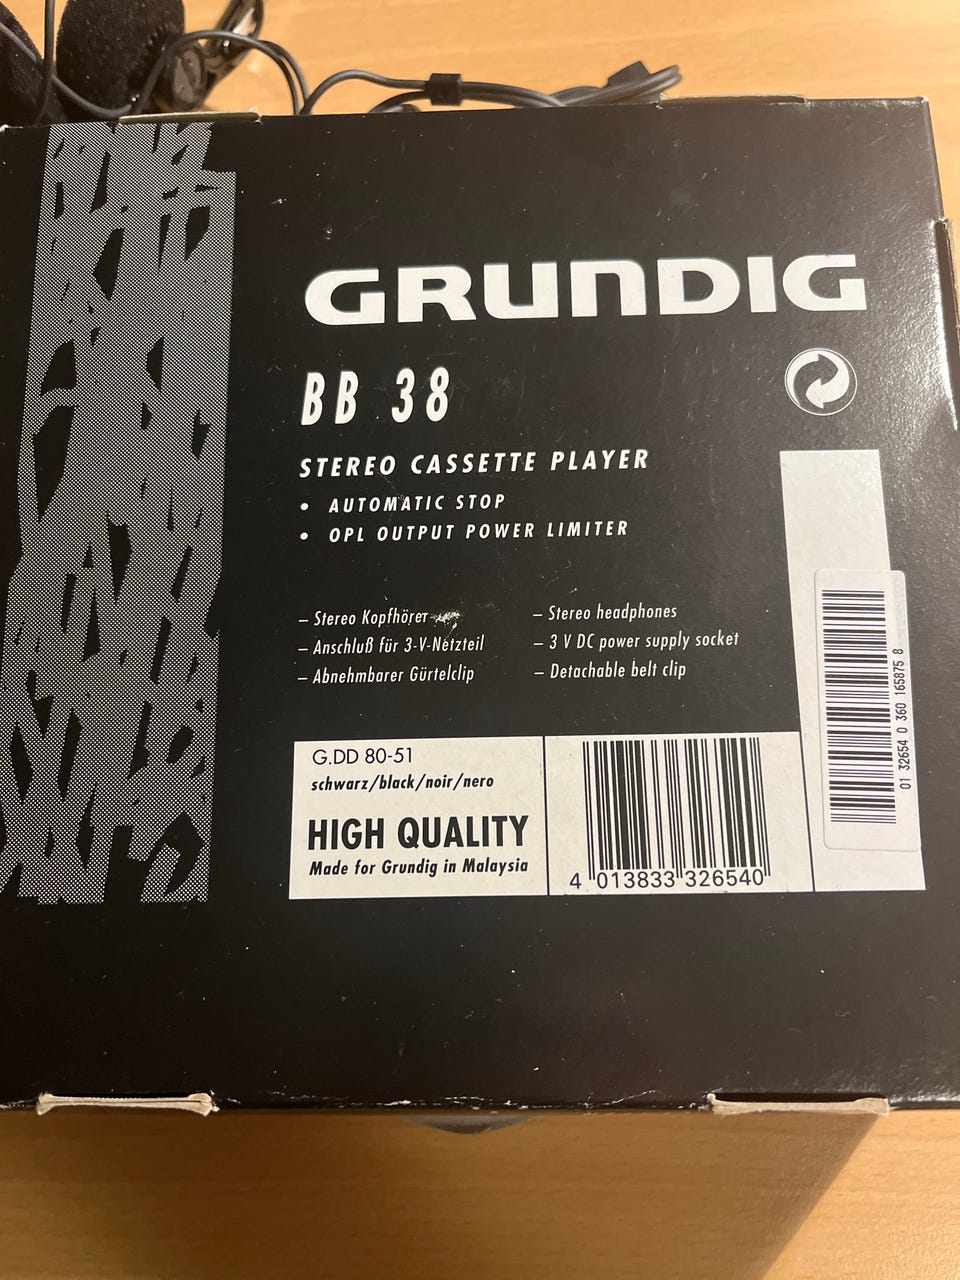 GRUNDIG
BB 38
STEREO CASSETTE PLAYER
• AUTOMATIC STOP
• OPL OUTPUT POWER LIMITER
– Stereo Kopfhörer
– Anschluß für 3-V-Netzteil
– Abnehmbarer Gürtelclip
– Stereo headphones
– 3 V DC power supply socket
– Detachable belt clip
G.DD 80-51
schwarz/black/noir/nero
HIGH QUALITY
Made for Grundig in Malaysia
4 013833 326540
01 32654 0 360 165875 8